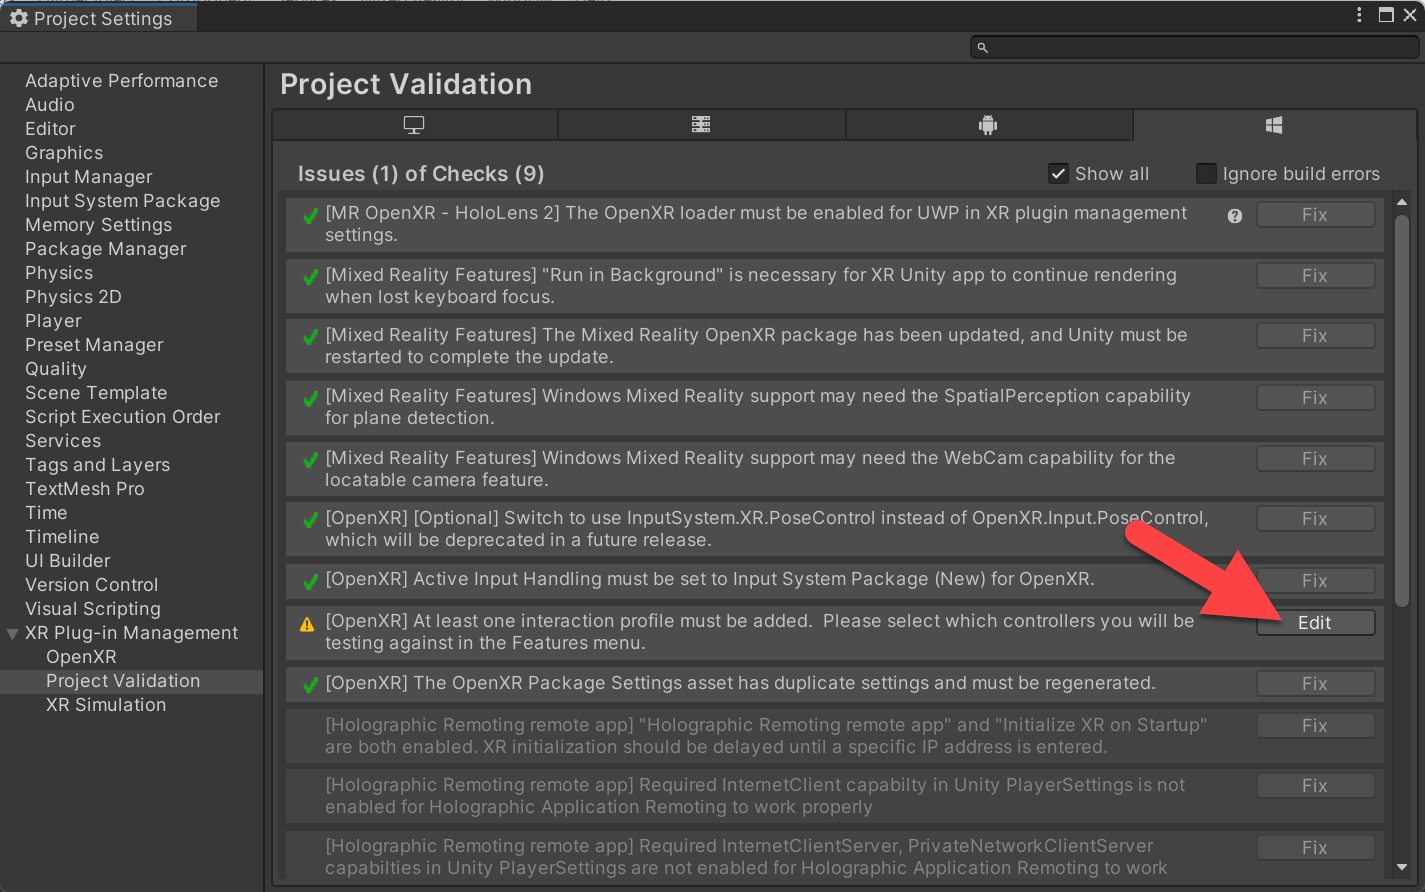 Project Settings
Adaptive Performance
Audio
Editor
Graphics
Input Manager
Input System Package
Memory Settings
Package Manager
Physics
Physics 2D
Player
Preset Manager
Quality
Scene Template
Script Execution Order
Services
Tags and Layers
TextMesh Pro
Time
Timeline
UI Builder
Version Control
Visual Scripting
XR Plug-in Management
OpenXR
Project Validation
XR Simulation
Project Validation
Issues (1) of Checks (9)
Show all
Ignore build errors
[MR OpenXR - HoloLens 2] The OpenXR loader must be enabled for UWP in XR plugin management
settings.
Fix
[Mixed Reality Features] "Run in Background" is necessary for XR Unity app to continue rendering
when lost keyboard focus.
Fix
[Mixed Reality Features] The Mixed Reality OpenXR package has been updated, and Unity must be
restarted to complete the update.
Fix
[Mixed Reality Features] Windows Mixed Reality support may need the SpatialPerception capability
for plane detection.
Fix
[Mixed Reality Features] Windows Mixed Reality support may need the WebCam capability for the
locatable camera feature.
Fix
[OpenXR] [Optional] Switch to use InputSystem.XR.PoseControl instead of OpenXR.Input.PoseControl,
which will be deprecated in a future release.
Fix
[OpenXR] Active Input Handling must be set to Input System Package (New) for OpenXR.
Fix
[OpenXR] At least one interaction profile must be added.  Please select which controllers you will be
testing against in the Features menu.
Edit
[OpenXR] The OpenXR Package Settings asset has duplicate settings and must be regenerated.
Fix
[Holographic Remoting remote app] "Holographic Remoting remote app" and "Initialize XR on Startup"
are both enabled. XR initialization should be delayed until a specific IP address is entered.
Fix
[Holographic Remoting remote app] Required InternetClient capabilty in Unity PlayerSettings is not
enabled for Holographic Application Remoting to work properly
Fix
[Holographic Remoting remote app] Required InternetClientServer, PrivateNetworkClientServer
capabilties in Unity PlayerSettings are not enabled for Holographic Application Remoting to work
Fix